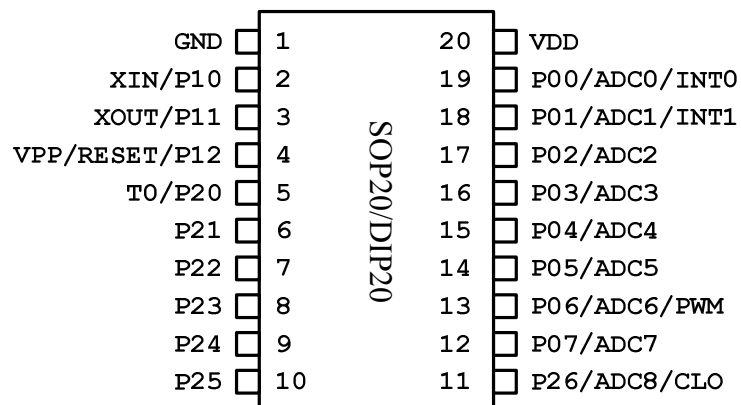 GND 1 20 VDD
XIN/P10 2 19 P00/ADC0/INT0
XOUT/P11 3 18 P01/ADC1/INT1
VPP/RESET/P12 4 17 P02/ADC2
T0/P20 5 16 P03/ADC3
P21 6 15 P04/ADC4
P22 7 14 P05/ADC5
P23 8 13 P06/ADC6/PWM
P24 9 12 P07/ADC7
P25 10 11 P26/ADC8/CLO
SOP20/DIP20